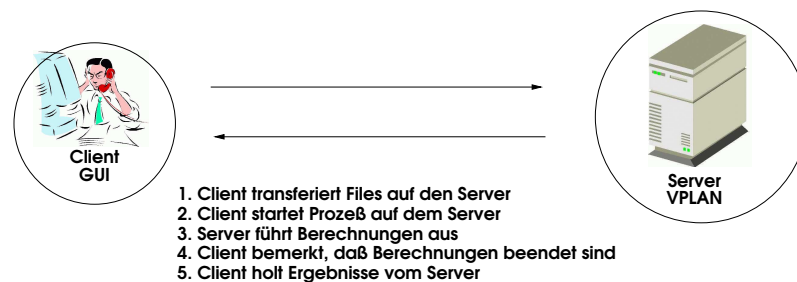 Client
GUI
Server
VPLAN
1. Client transferiert Files auf den Server
2. Client startet Prozeß auf dem Server
3. Server führt Berechnungen aus
4. Client bemerkt, daß Berechnungen beendet sind
5. Client holt Ergebnisse vom Server